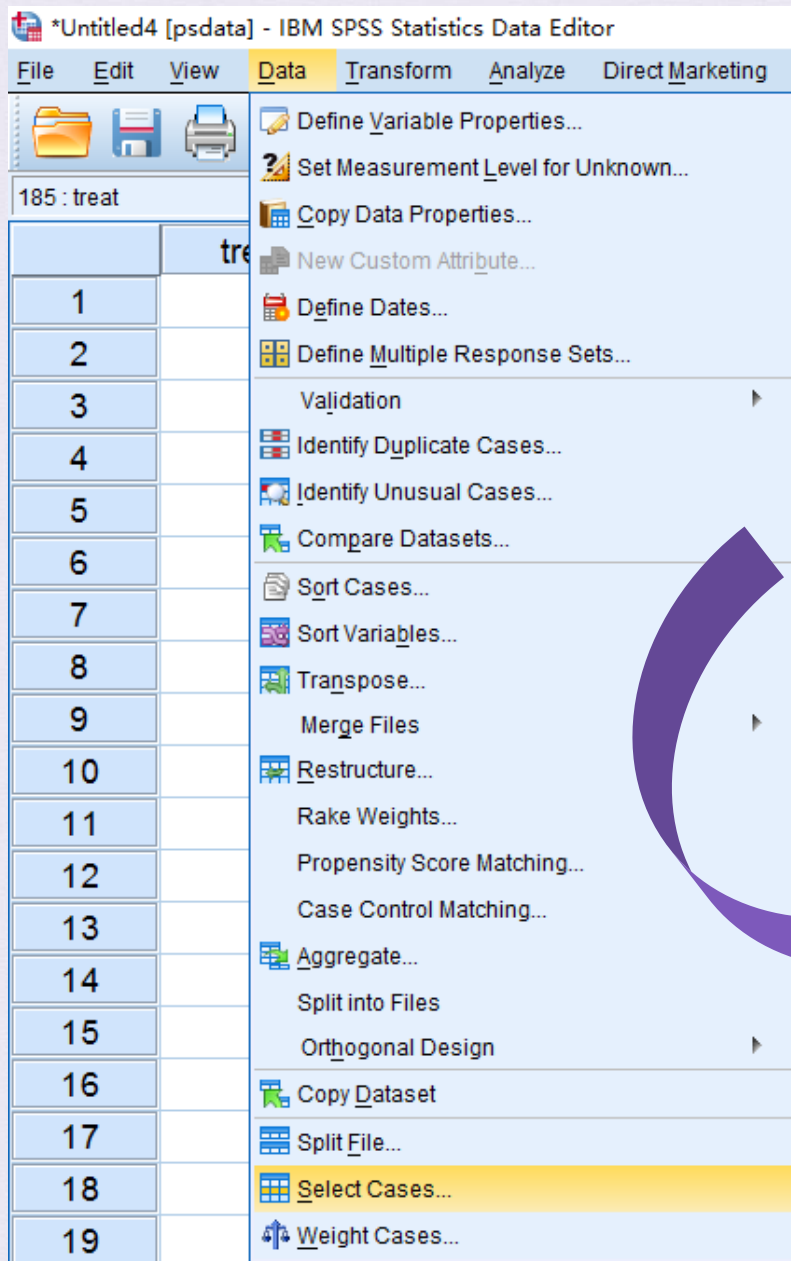 *Untitled4 [psdata] - IBM SPSS Statistics Data Editor
File Edit View Data Transform Analyze Direct Marketing
Define Variable Properties...
Set Measurement Level for Unknown...
185 : treat
Copy Data Properties...
tre
New Custom Attribute...
1
Define Dates...
2
Define Multiple Response Sets...
3
Validation
4
Identify Duplicate Cases...
5
Identify Unusual Cases...
Compare Datasets...
6
Sort Cases...
7
Sort Variables...
8
Transpose...
9
Merge Files
10
Restructure...
11
Rake Weights...
12
Propensity Score Matching...
13
Case Control Matching...
Aggregate...
14
Split into Files
15
Orthogonal Design
16
Copy Dataset
17
Split File...
18
Select Cases...
19
Weight Cases...